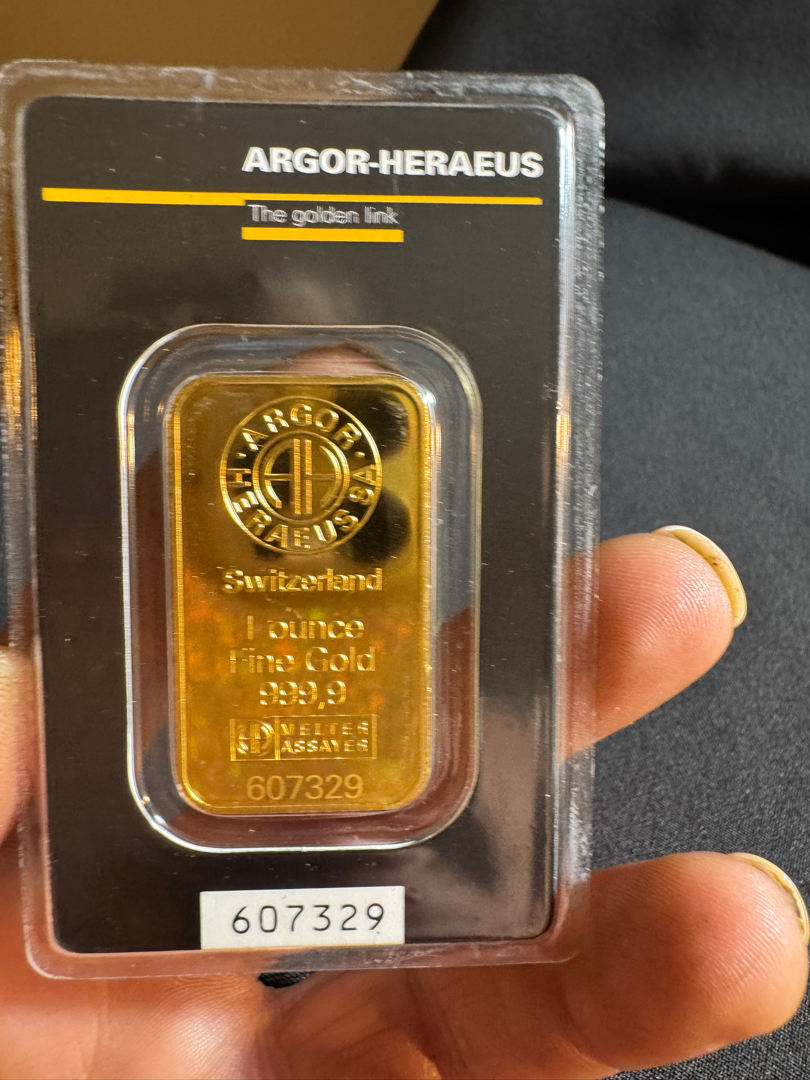 ARGOR-HERAEUS
The golden link
· ARGOR · HERAEUS SA
AH
Switzerland
1 ounce
Fine Gold
999,9
MELTER
ASSAYER
607329
607329